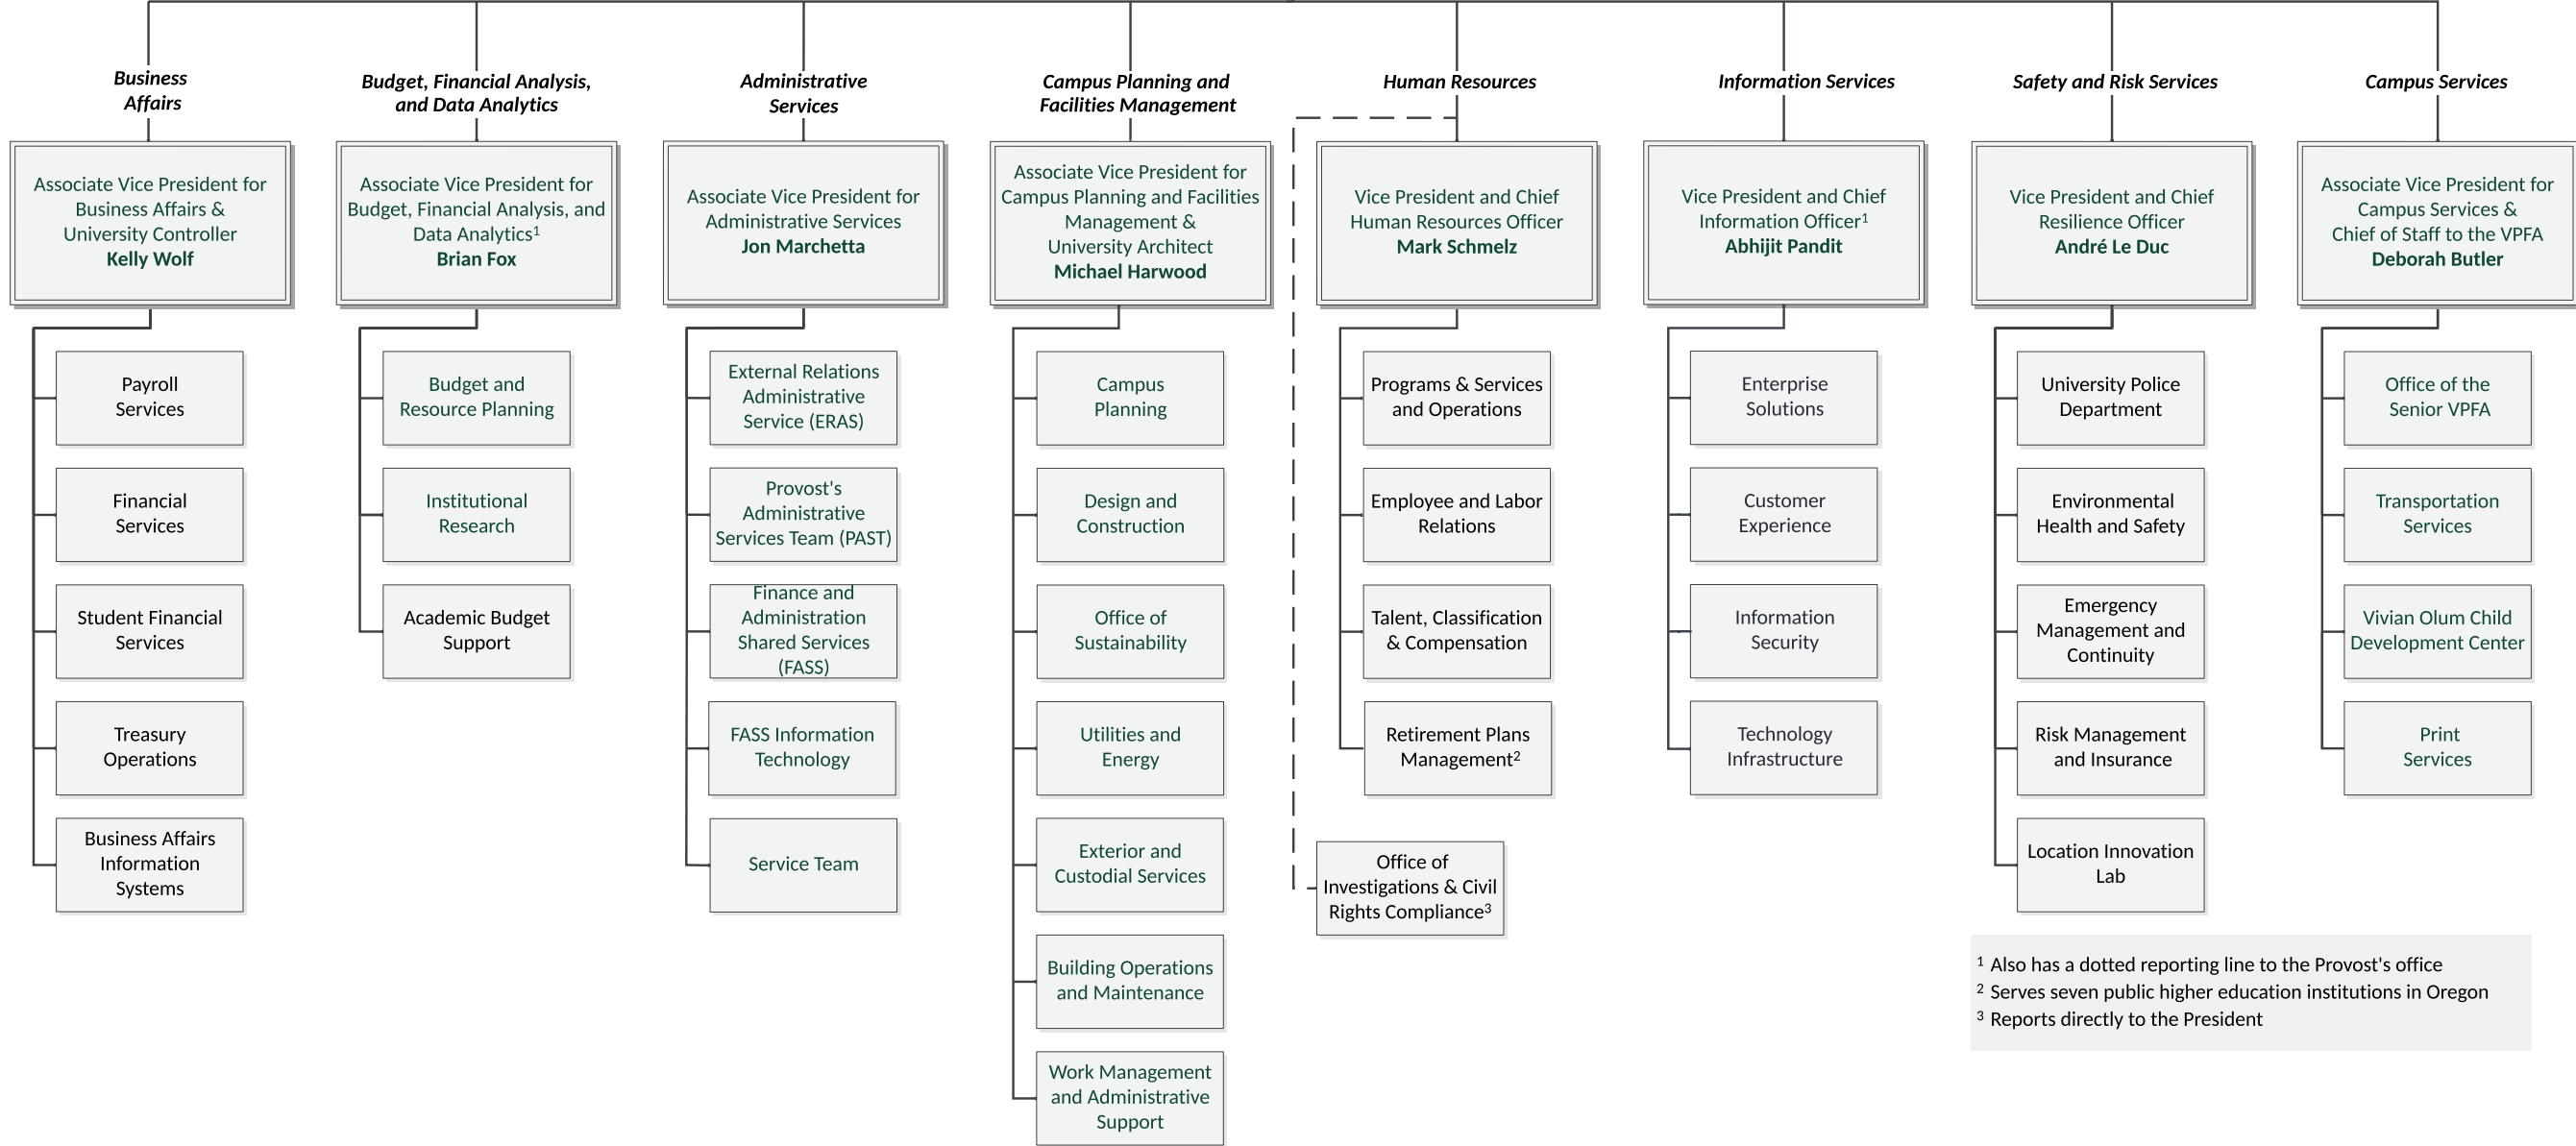 Business
Affairs
Associate Vice President for
Business Affairs &
University Controller
Kelly Wolf
Payroll
Services
Financial
Services
Student Financial
Services
Treasury
Operations
Business Affairs
Information
Systems
Budget, Financial Analysis,
and Data Analytics
Associate Vice President for
Budget, Financial Analysis, and
Data Analytics¹
Brian Fox
Budget and
Resource Planning
Institutional
Research
Academic Budget
Support
Administrative
Services
Associate Vice President for
Administrative Services
Jon Marchetta
External Relations
Administrative
Service (ERAS)
Provost's
Administrative
Services Team (PAST)
Finance and
Administration
Shared Services
(FASS)
FASS Information
Technology
Service Team
Campus Planning and
Facilities Management
Associate Vice President for
Campus Planning and Facilities
Management &
University Architect
Michael Harwood
Campus
Planning
Design and
Construction
Office of
Sustainability
Utilities and
Energy
Exterior and
Custodial Services
Building Operations
and Maintenance
Work Management
and Administrative
Support
Human Resources
Vice President and Chief
Human Resources Officer
Mark Schmelz
Programs & Services
and Operations
Employee and Labor
Relations
Talent, Classification
& Compensation
Retirement Plans
Management²
Office of
Investigations & Civil
Rights Compliance³
Information Services
Vice President and Chief
Information Officer¹
Abhijit Pandit
Enterprise
Solutions
Customer
Experience
Information
Security
Technology
Infrastructure
Safety and Risk Services
Vice President and Chief
Resilience Officer
André Le Duc
University Police
Department
Environmental
Health and Safety
Emergency
Management and
Continuity
Risk Management
and Insurance
Location Innovation
Lab
Campus Services
Associate Vice President for
Campus Services &
Chief of Staff to the VPFA
Deborah Butler
Office of the
Senior VPFA
Transportation
Services
Vivian Olum Child
Development Center
Print
Services
¹ Also has a dotted reporting line to the Provost's office
² Serves seven public higher education institutions in Oregon
³ Reports directly to the President